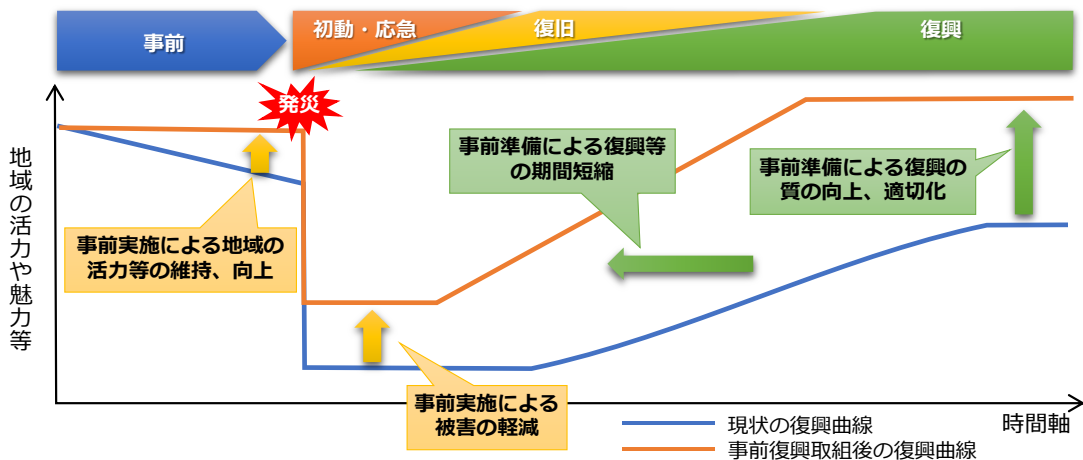 事前
初動・応急
復旧
復興
発災
事前準備による復興等
の期間短縮
事前準備による復興の
質の向上、適切化
地域の活力や魅力等
事前実施による地域の
活力等の維持、向上
事前実施による
被害の軽減
時間軸
現状の復興曲線
事前復興取組後の復興曲線